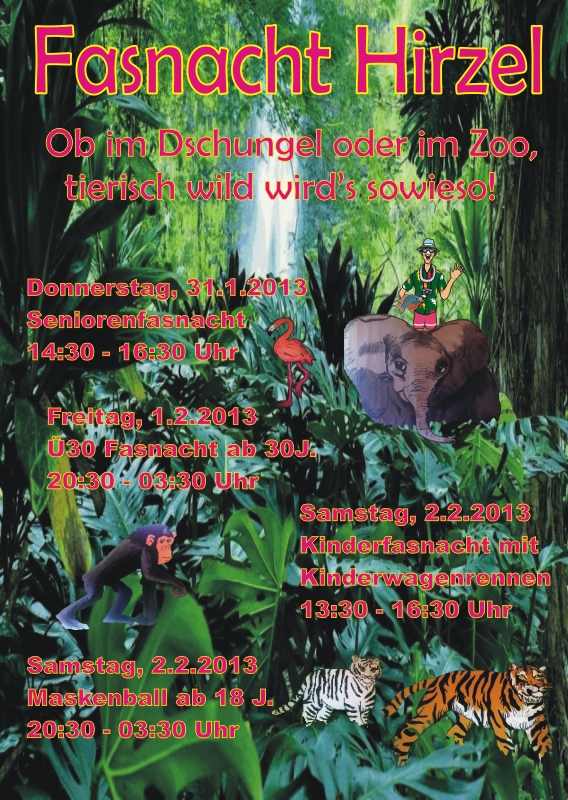 Fasnacht Hirzel
Ob im Dschungel oder im Zoo,
tierisch wild wird's sowieso!
Donnerstag, 31.1.2013
Seniorenfasnacht
14:30 - 16:30 Uhr
Freitag, 1.2.2013
Ü30 Fasnacht ab 30J.
20:30 - 03:30 Uhr
Samstag, 2.2.2013
Kinderfasnacht mit
Kinderwagenrennen
13:30 - 16:30 Uhr
Samstag, 2.2.2013
Maskenball ab 18 J.
20:30 - 03:30 Uhr